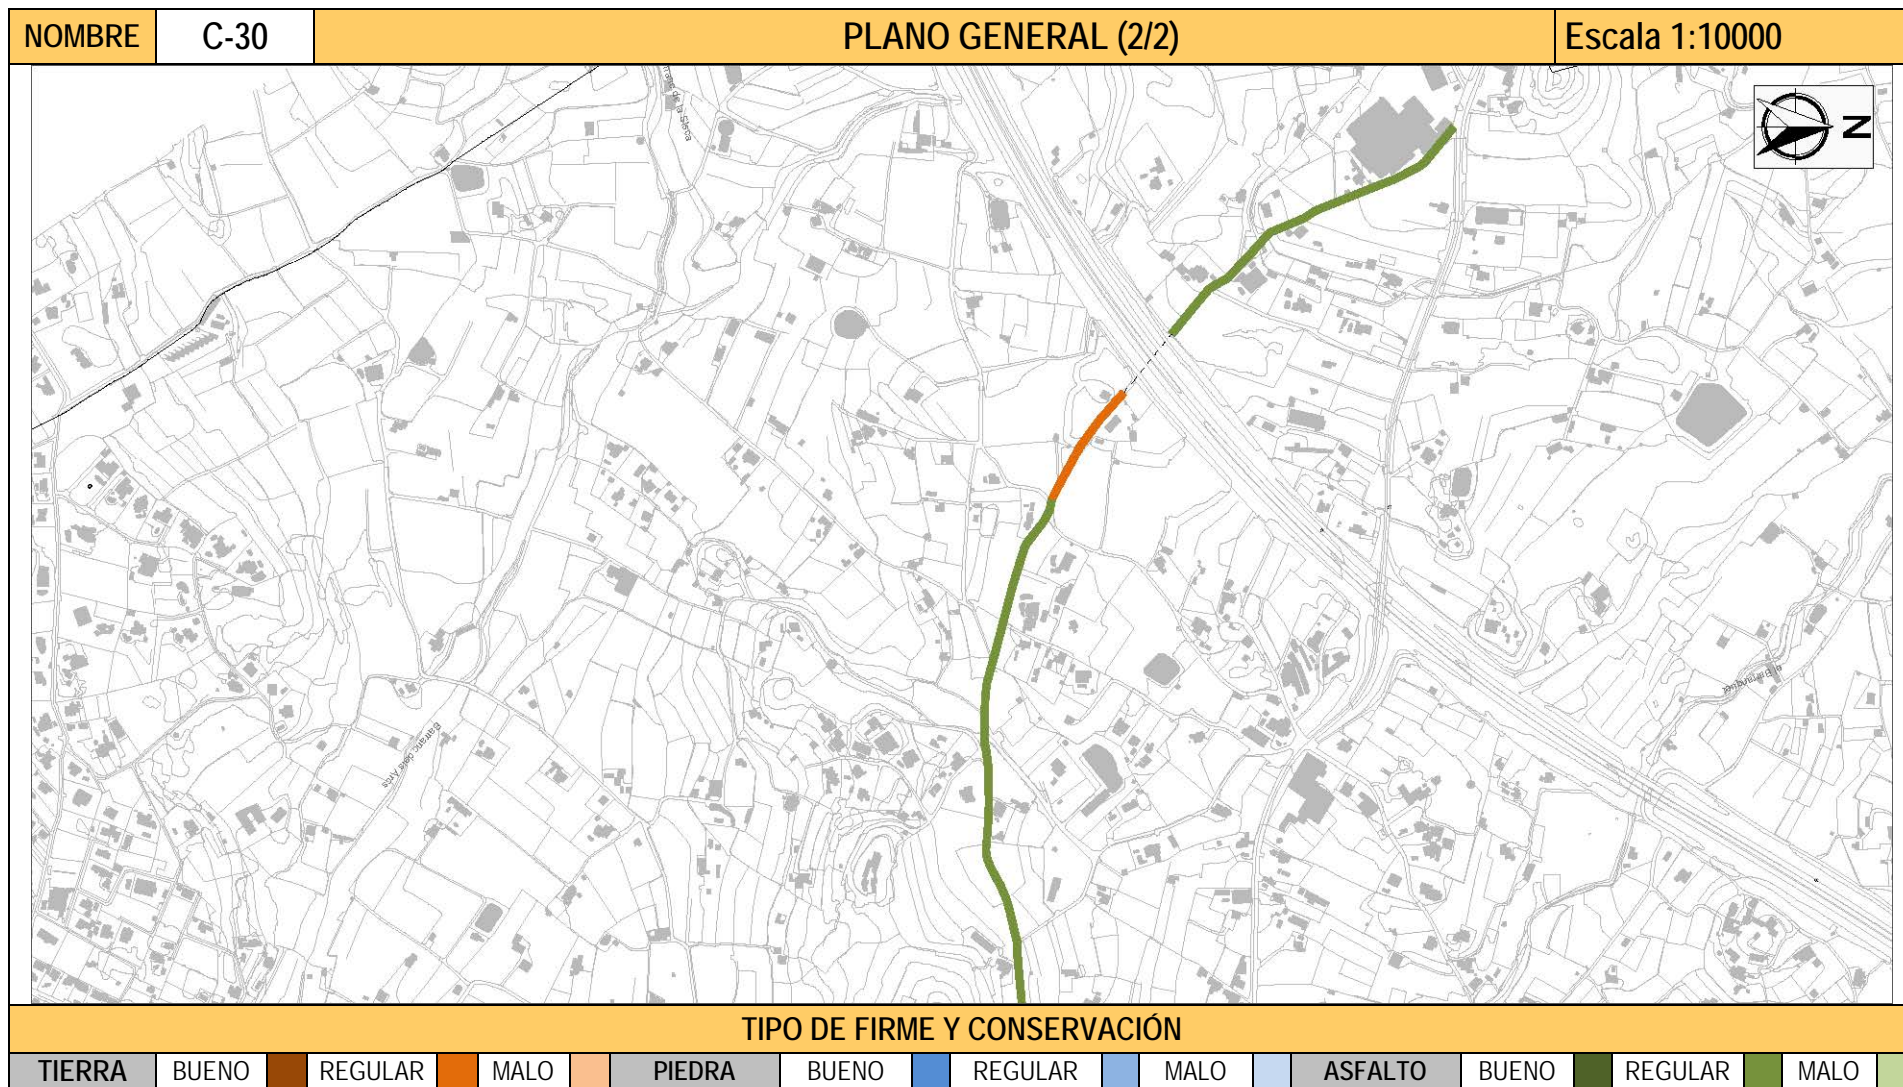 NOMBRE C-30 PLANO GENERAL (2/2) Escala 1:10000
N
Barranc dels Arcs
Barranquet
TIPO DE FIRME Y CONSERVACIÓN
TIERRA BUENO REGULAR MALO PIEDRA BUENO REGULAR MALO ASFALTO BUENO REGULAR MALO